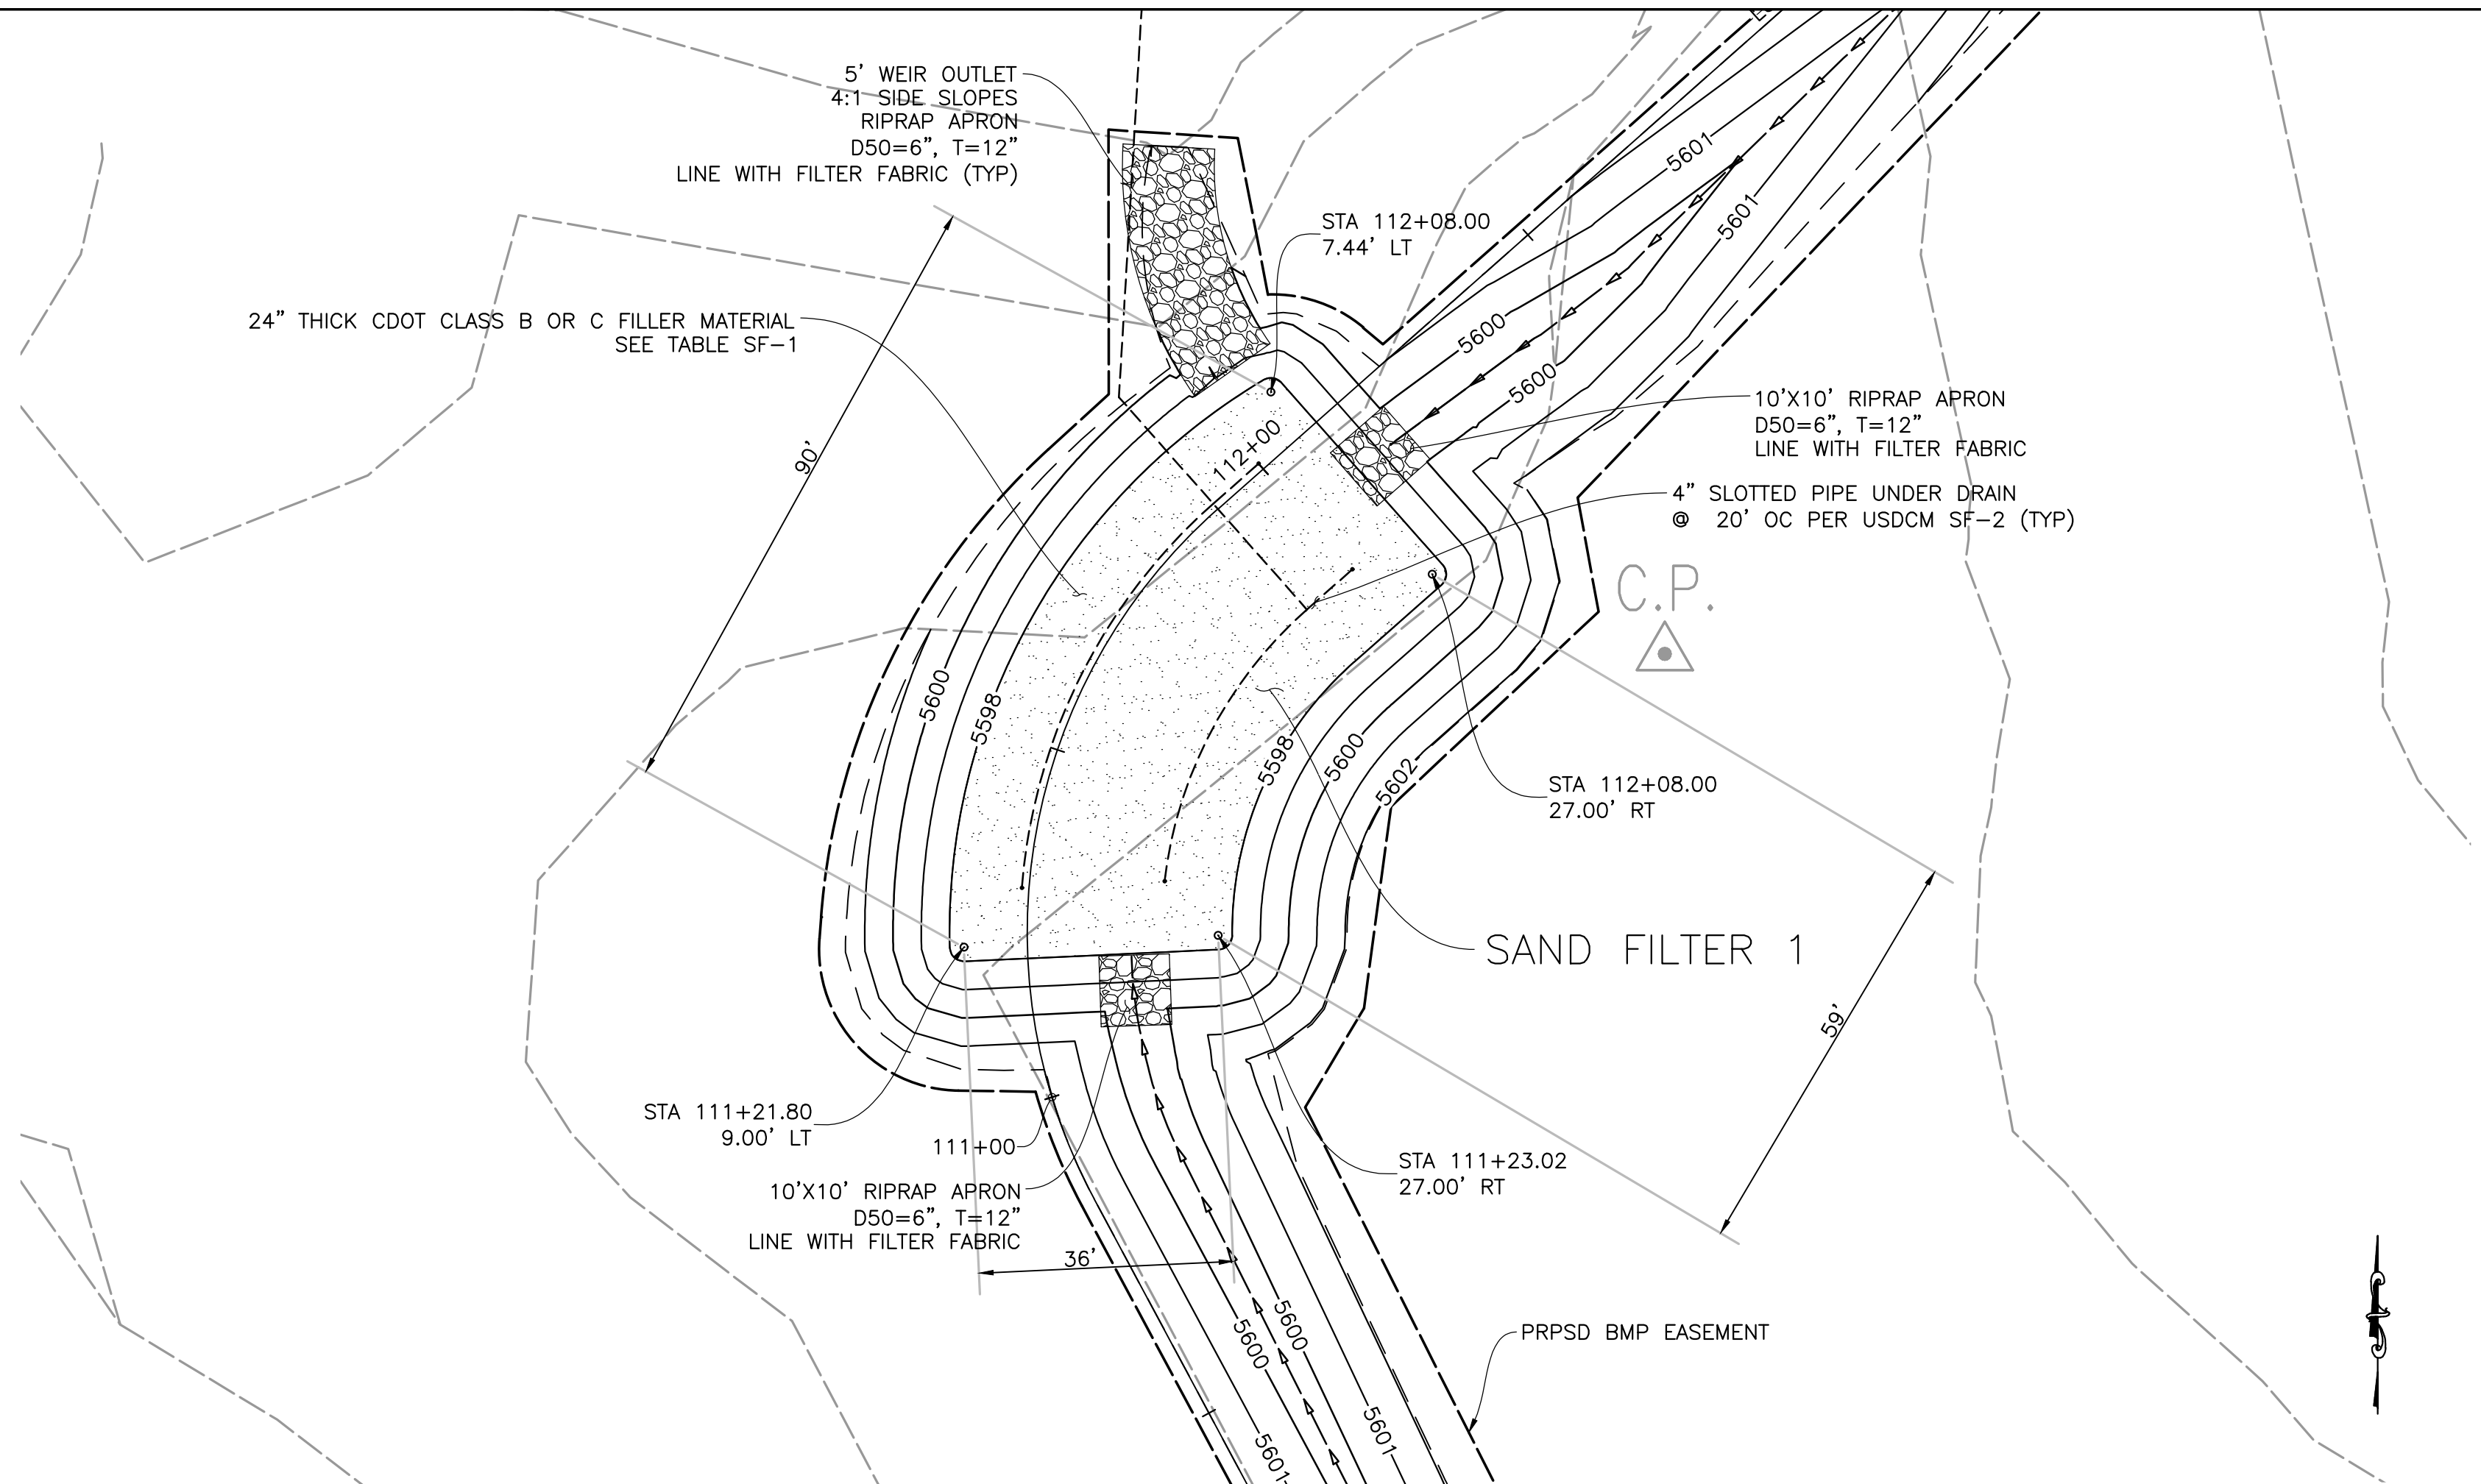 5' WEIR OUTLET
4:1 SIDE SLOPES
RIPRAP APRON
D50=6", T=12"
LINE WITH FILTER FABRIC (TYP)
5601
5601
STA 112+08.00
7.44' LT
24" THICK CDOT CLASS B OR C FILLER MATERIAL
SEE TABLE SF-1
5600
5600
10'X10' RIPRAP APRON
D50=6", T=12"
LINE WITH FILTER FABRIC
90'
112+00
4" SLOTTED PIPE UNDER DRAIN
@ 20' OC PER USDCM SF-2 (TYP)
C.P.
5600
5598
5598
5600
5602
STA 112+08.00
27.00' RT
SAND FILTER 1
59'
STA 111+21.80
9.00' LT
111+00
STA 111+23.02
27.00' RT
10'X10' RIPRAP APRON
D50=6", T=12"
LINE WITH FILTER FABRIC
36'
5600
5600
PRPSD BMP EASEMENT
5601
5601